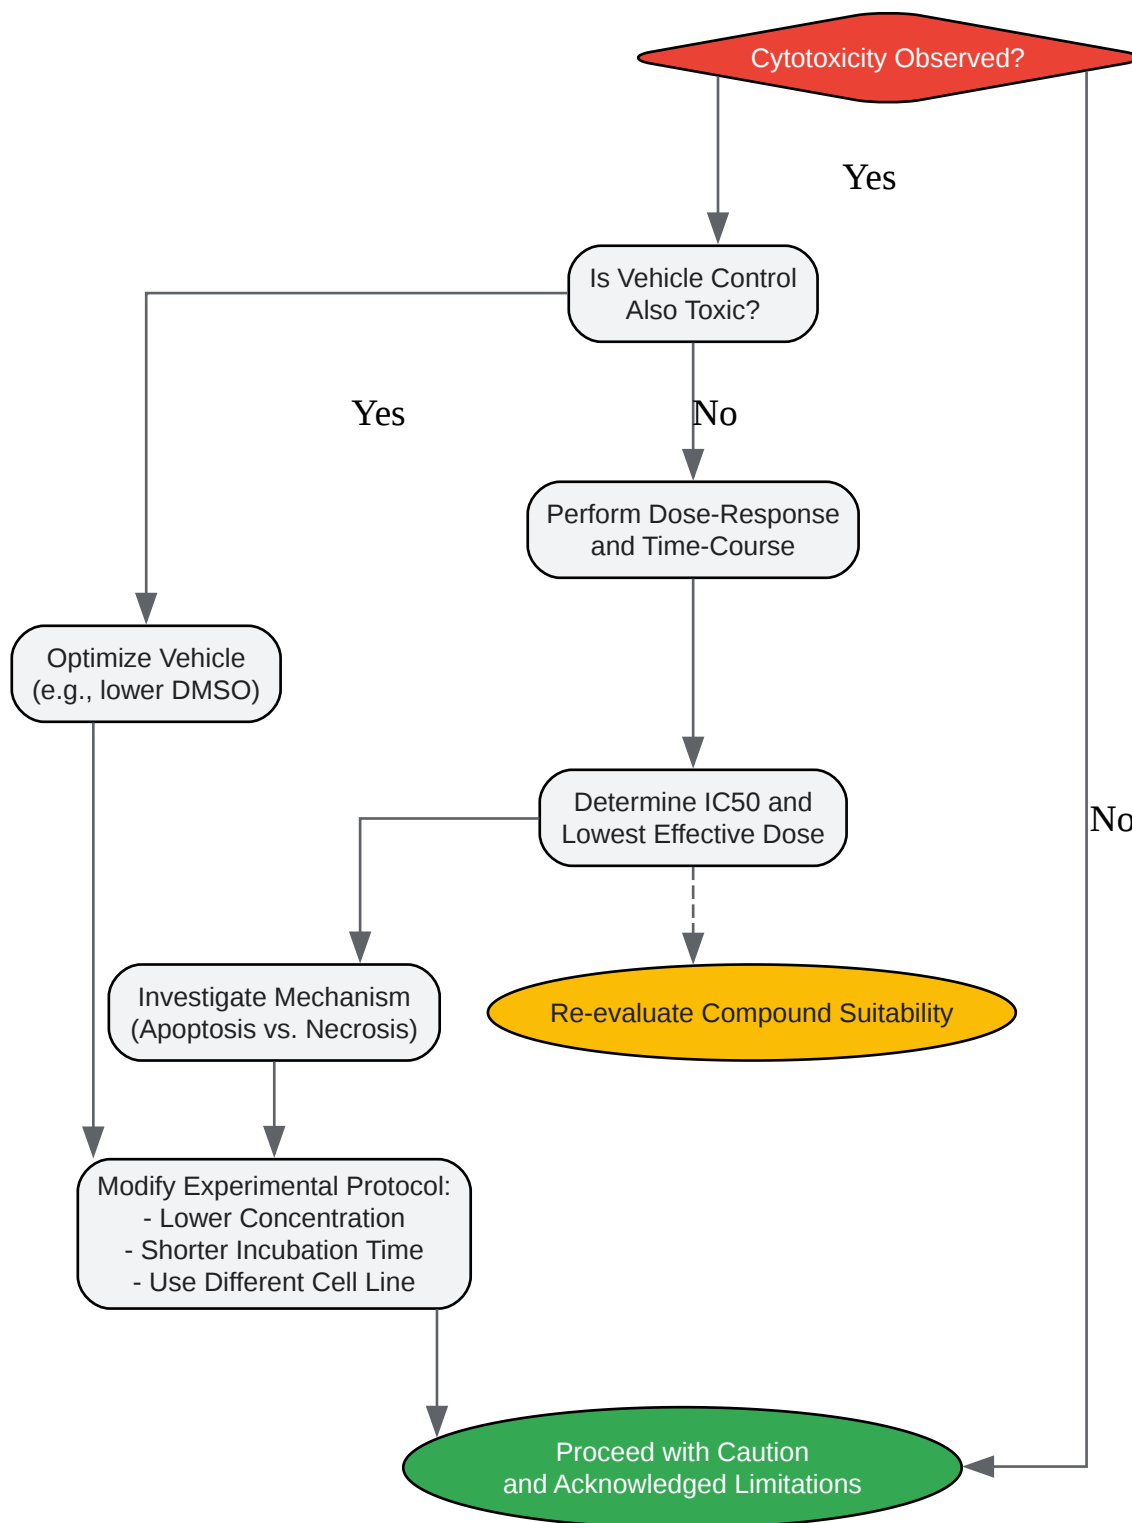 Cytotoxicity Observed?
Yes
Is Vehicle Control
Also Toxic?
Yes
No
Perform Dose-Response
and Time-Course
Optimize Vehicle
(e.g., lower DMSO)
Determine IC50 and
Lowest Effective Dose
No
Investigate Mechanism
(Apoptosis vs. Necrosis)
Re-evaluate Compound Suitability
Modify Experimental Protocol:
- Lower Concentration
- Shorter Incubation Time
- Use Different Cell Line
Proceed with Caution
and Acknowledged Limitations